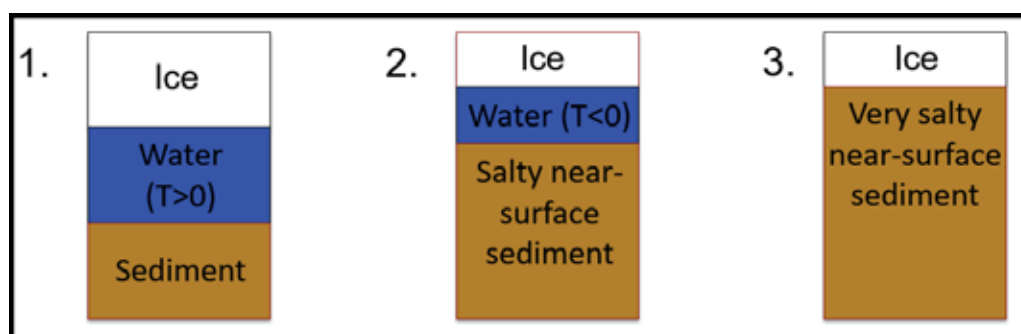 1.
Ice
Water
(T>0)
Sediment
2.
Ice
Water (T<0)
Salty near-
surface
sediment
3.
Ice
Very salty
near-surface
sediment